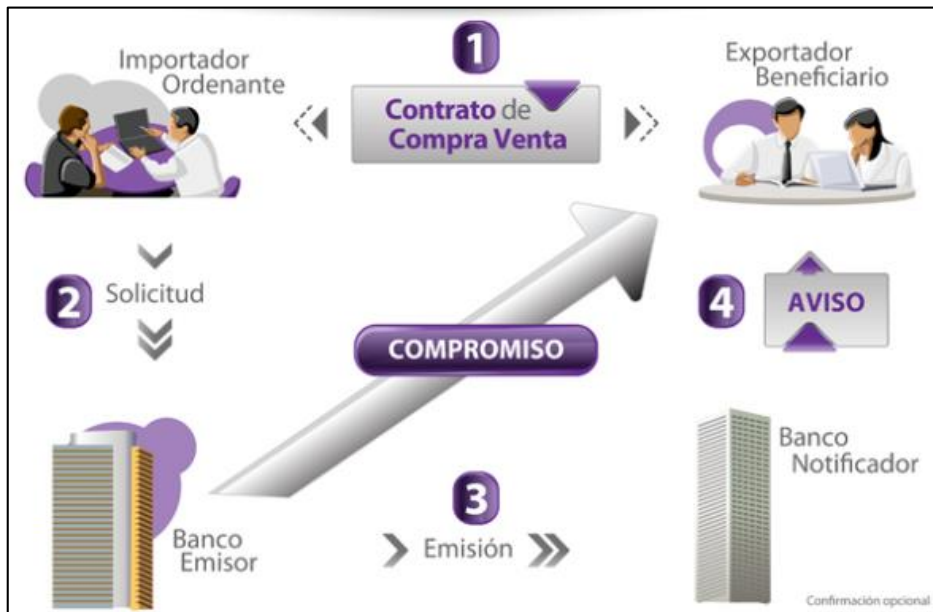 1
Importador
Ordenante
Contrato de
Compra Venta
Exportador
Beneficiario
2
Solicitud
4
AVISO
COMPROMISO
Banco
Emisor
3
Emisión
Banco
Notificador
Confirmación opcional